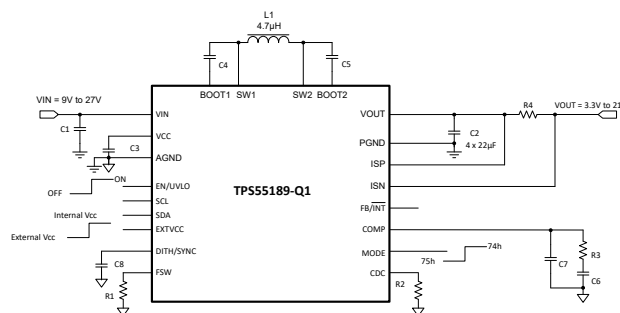 L1
4.7µH
C4
C5
BOOT1 SW1
SW2 BOOT2
VIN = 9V to 27V
C1
VIN
VCC
C3
AGND
OFF
ON
EN/UVLO
SCL
SDA
Internal Vcc
External Vcc
EXTVCC
DITH/SYNC
C8
FSW
R1
TPS55189-Q1
VOUT
R4
VOUT = 3.3V to 21
C2
4 x 22µF
PGND
ISP
ISN
FB/INT
COMP
MODE
75h
74h
CDC
R2
C7
R3
C6